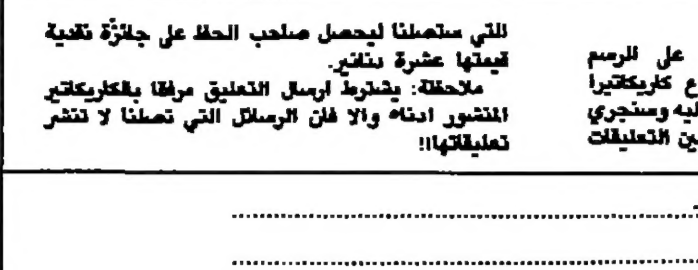 على الرسم
ع كاريكاتيرا
ليه وسنجري
ين التعليقات
التي ستصلنا ليحصل صاحب الحظ على جائزة نقدية
قيمتها عشرة دنانير.
ملاحظة: يشترط ارسال التعليق مرفقا بالكاريكاتير
المنشور ادناه والا فان الرسائل التي تصلنا لا تنشر
تعليقاتها!!